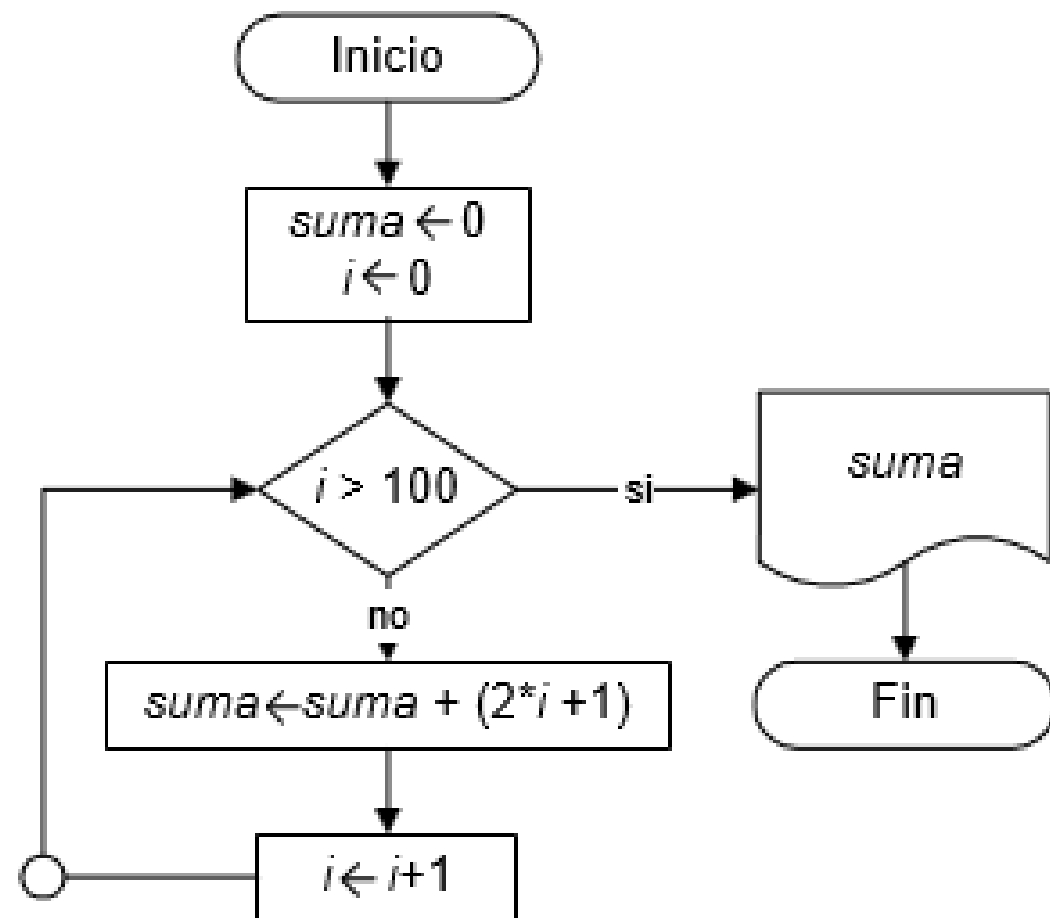 Inicio
suma ← 0
i ← 0
i > 100
si
suma
no
suma←suma + (2*i +1)
Fin
i ← i+1